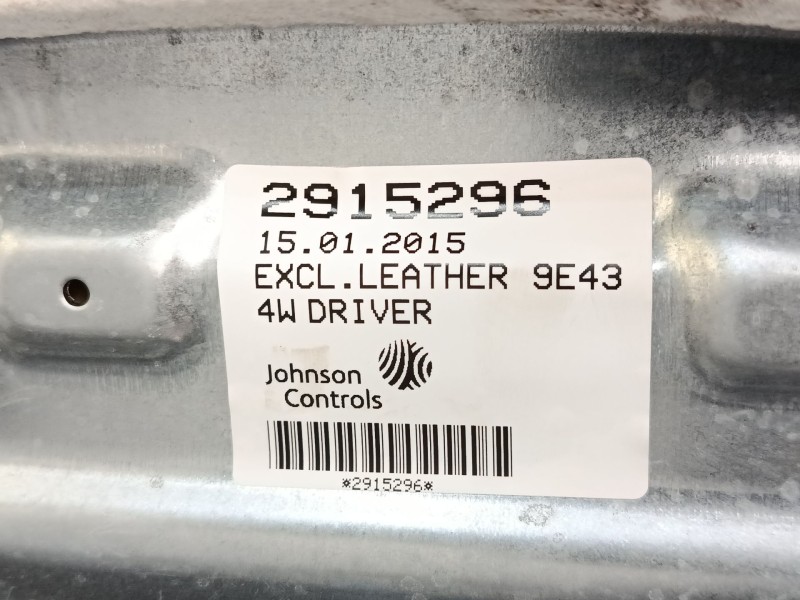 2915296
15.01.2015
EXCL.LEATHER 9E43
4W DRIVER
Johnson
Controls
*2915296*